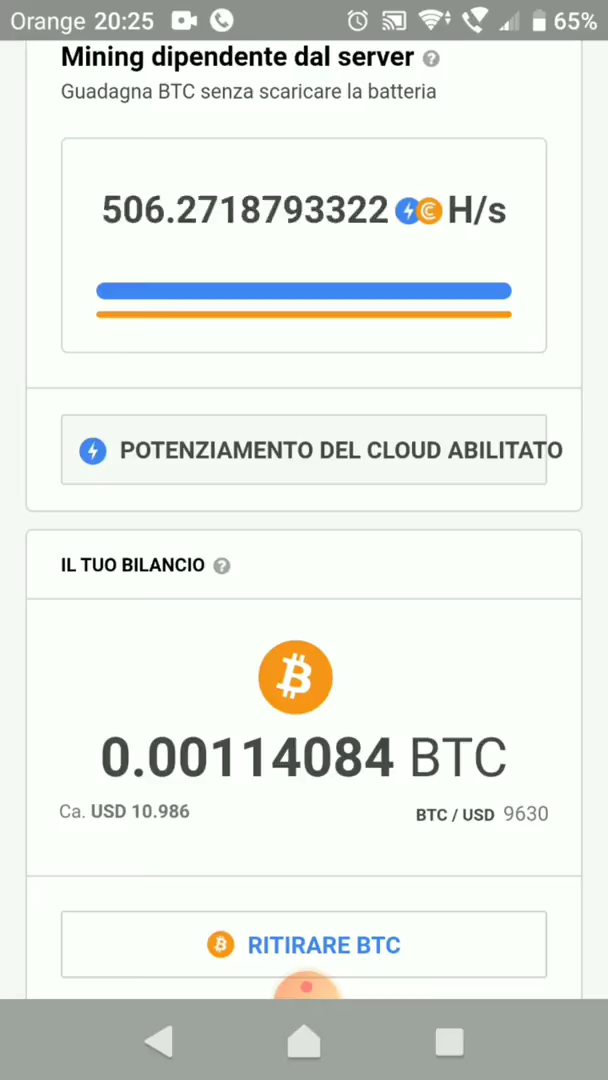 Orange 20:25 65%
Mining dipendente dal server ?
Guadagna BTC senza scaricare la batteria
506.2718793322 H/s
POTENZIAMENTO DEL CLOUD ABILITATO
IL TUO BILANCIO ?
0.00114084 BTC
Ca. USD 10.986 BTC / USD 9630
RITIRARE BTC